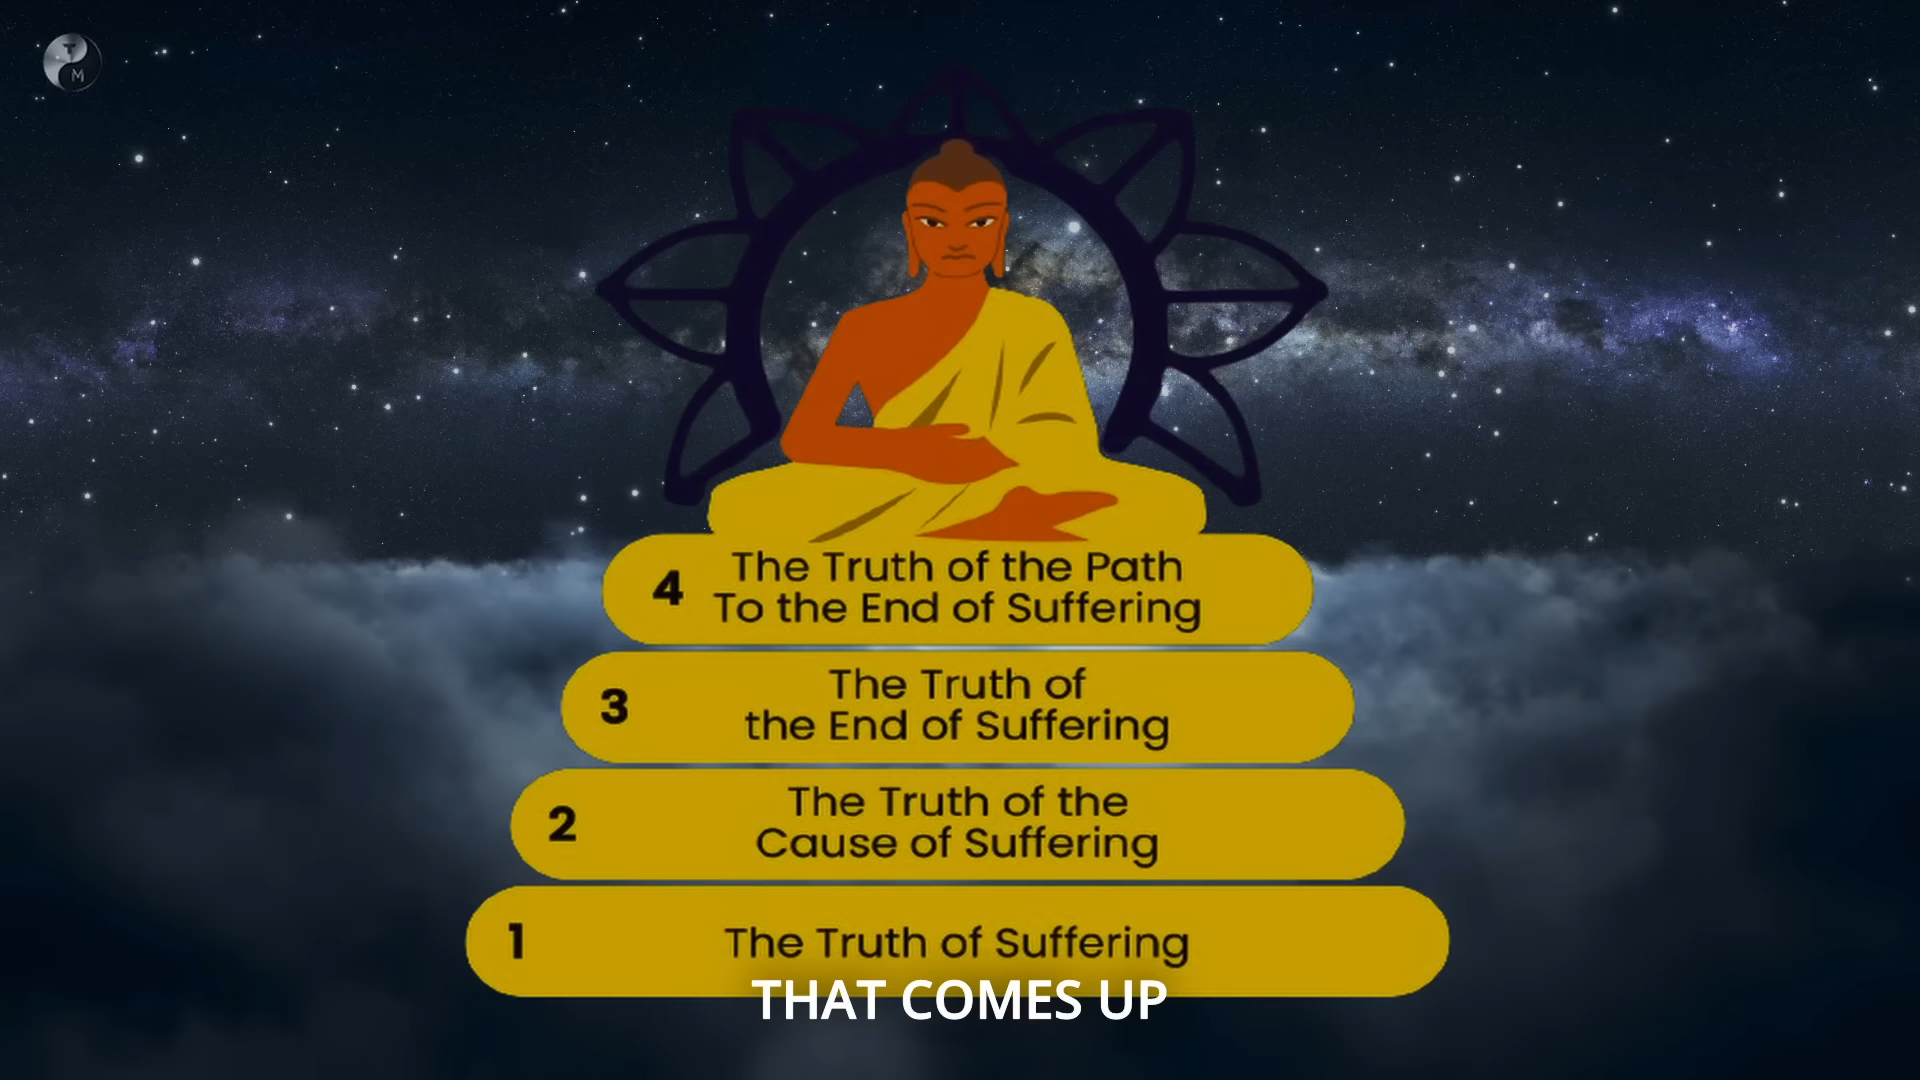 T
M
4
The Truth of the Path
To the End of Suffering
3
The Truth of
the End of Suffering
2
The Truth of the
Cause of Suffering
1
The Truth of Suffering
THAT COMES UP